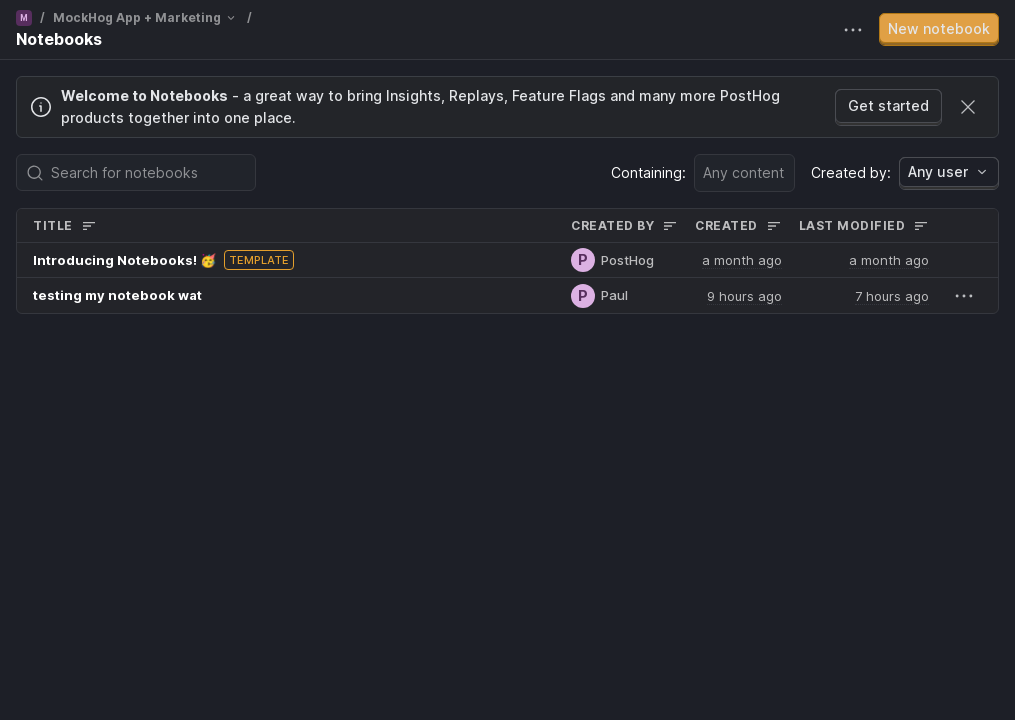 M / MockHog App + Marketing /
Notebooks
New notebook
Welcome to Notebooks - a great way to bring Insights, Replays, Feature Flags and many more PostHog
products together into one place.
Get started
Search for notebooks
Containing: Any content
Created by: Any user
TITLE CREATED BY CREATED LAST MODIFIED
Introducing Notebooks! 🥳 TEMPLATE P PostHog a month ago a month ago
testing my notebook wat P Paul 9 hours ago 7 hours ago